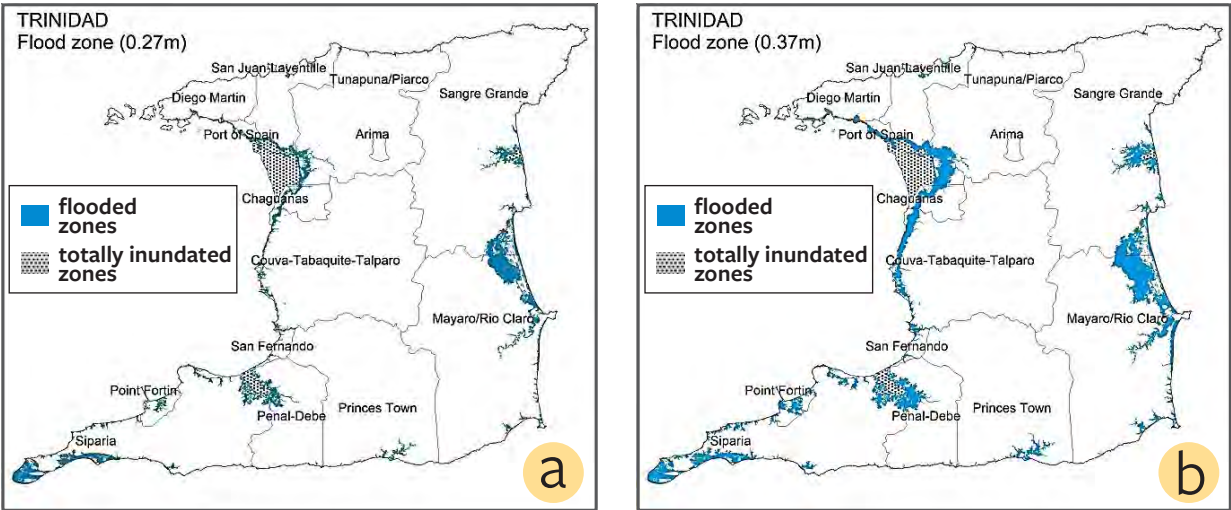 TRINIDAD
Flood zone (0.27m)
San Juan/Laventille
Tunapuna/Piarco
Diego Martin
Sangre Grande
Port of Spain
Arima
flooded
zones
totally inundated
zones
Chaguanas
Couva-Tabaquite-Talparo
Mayaro/Rio Claro
San Fernando
Point Fortin
Penal-Debe
Princes Town
Siparia
a
TRINIDAD
Flood zone (0.37m)
San Juan/Laventille
Tunapuna/Piarco
Diego Martin
Sangre Grande
Port of Spain
Arima
flooded
zones
totally inundated
zones
Chaguanas
Couva-Tabaquite-Talparo
Mayaro/Rio Claro
San Fernando
Point Fortin
Penal-Debe
Princes Town
Siparia
b